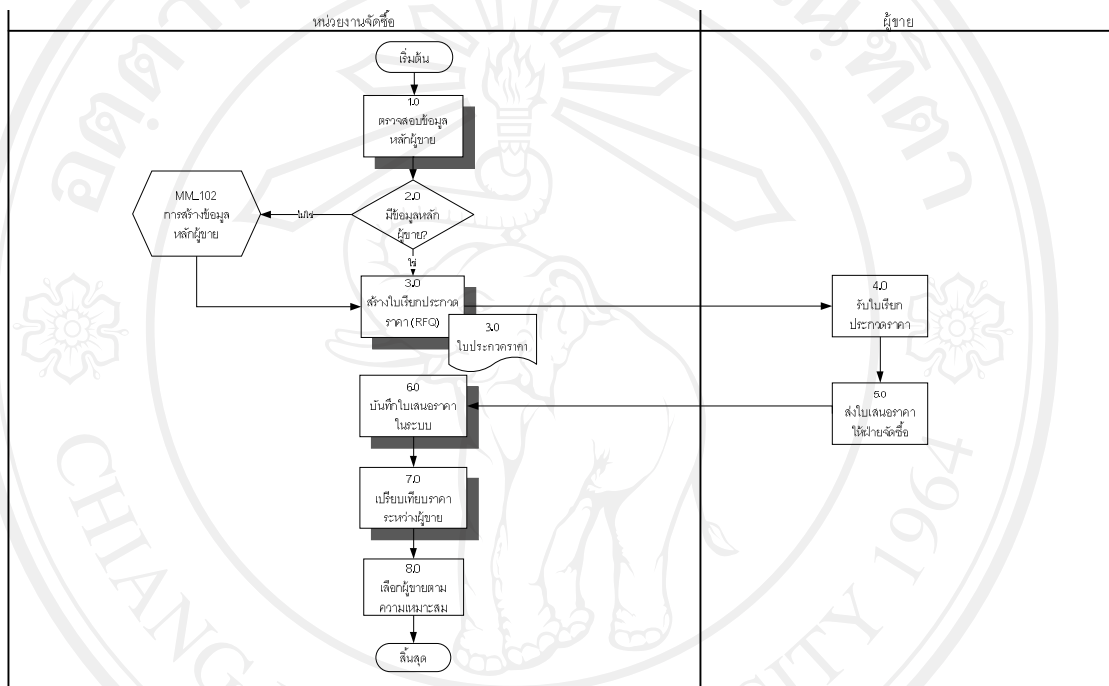 หน่วยงานจัดซื้อ
ผู้ขาย
เริ่มต้น
1.0
ตรวจสอบข้อมูล
หลักผู้ขาย
MM_102
การสร้างข้อมูล
หลักผู้ขาย
ไม่ใช่
2.0
มีข้อมูลหลัก
ผู้ขาย?
ใช่
3.0
สร้างใบเรียกประกวด
ราคา (RFQ)
3.0
ใบประกวดราคา
4.0
รับใบเรียก
ประกวดราคา
5.0
ส่งใบเสนอราคา
ให้ฝ่ายจัดซื้อ
6.0
บันทึกใบเสนอราคา
ในระบบ
7.0
เปรียบเทียบราคา
ระหว่างผู้ขาย
8.0
เลือกผู้ขายตาม
ความเหมาะสม
สิ้นสุด